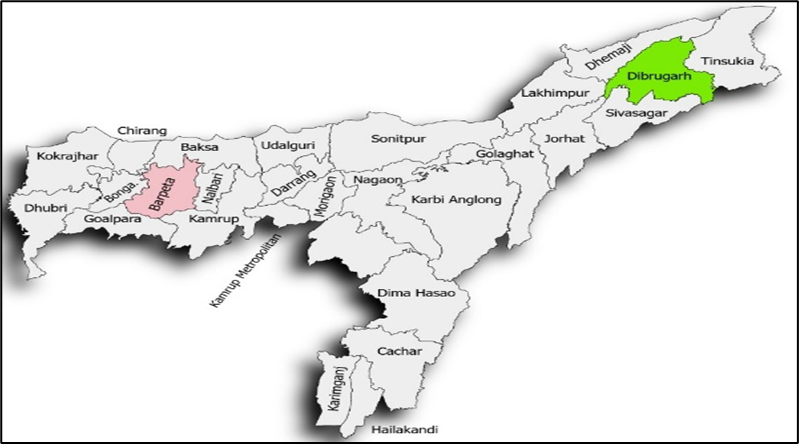 Dhemaji
Tinsukia
Dibrugarh
Lakhimpur
Sivasagar
Chirang
Jorhat
Sonitpur
Baksa
Udalguri
Kokrajhar
Golaghat
Bonga.
Barpeta
Nalbari
Darrang
Mongaon
Nagaon
Karbi Anglong
Dhubri
Goalpara
Kamrup
Kamrup Metropolitan
Dima Hasao
Cachar
Karimganj
Hailakandi